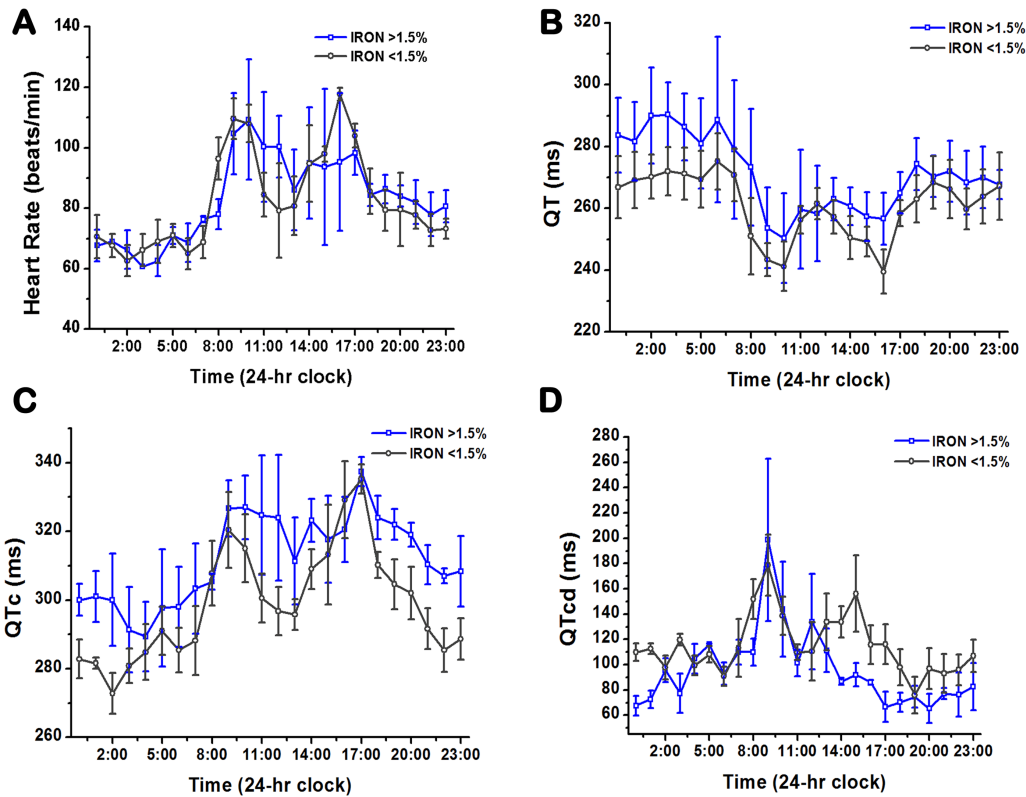 A
Heart Rate (beats/min)
140
120
100
80
60
40
IRON >1.5%
IRON <1.5%
2:00 5:00 8:00 11:00 14:00 17:00 20:00 23:00
Time (24-hr clock)
B
QT (ms)
320
300
280
260
240
220
IRON >1.5%
IRON <1.5%
2:00 5:00 8:00 11:00 14:00 17:00 20:00 23:00
Time (24-hr clock)
C
QTc (ms)
340
320
300
280
260
IRON >1.5%
IRON <1.5%
2:00 5:00 8:00 11:00 14:00 17:00 20:00 23:00
Time (24-hr clock)
D
QTcd (ms)
280
260
240
220
200
180
160
140
120
100
80
60
IRON >1.5%
IRON <1.5%
2:00 5:00 8:00 11:00 14:00 17:00 20:00 23:00
Time (24-hr clock)